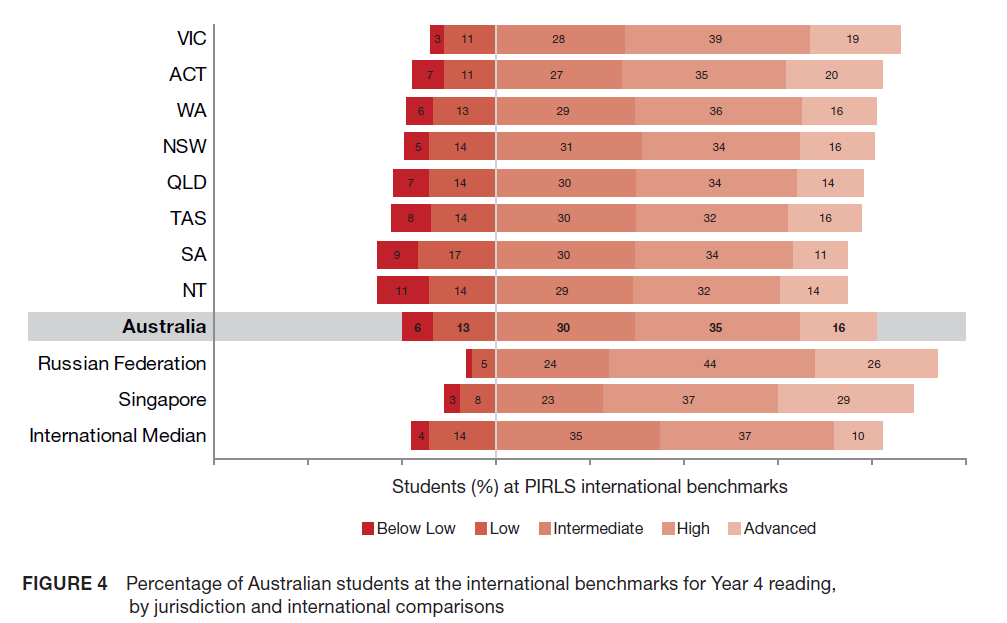 VIC 3 11 28 39 19
ACT 7 11 27 35 20
WA 6 13 29 36 16
NSW 5 14 31 34 16
QLD 7 14 30 34 14
TAS 8 14 30 32 16
SA 9 17 30 34 11
NT 11 14 29 32 14
Australia 6 13 30 35 16
Russian Federation 5 24 44 26
Singapore 3 8 23 37 29
International Median 4 14 35 37 10
Students (%) at PIRLS international benchmarks
Below Low Low Intermediate High Advanced
FIGURE 4 Percentage of Australian students at the international benchmarks for Year 4 reading,
by jurisdiction and international comparisons